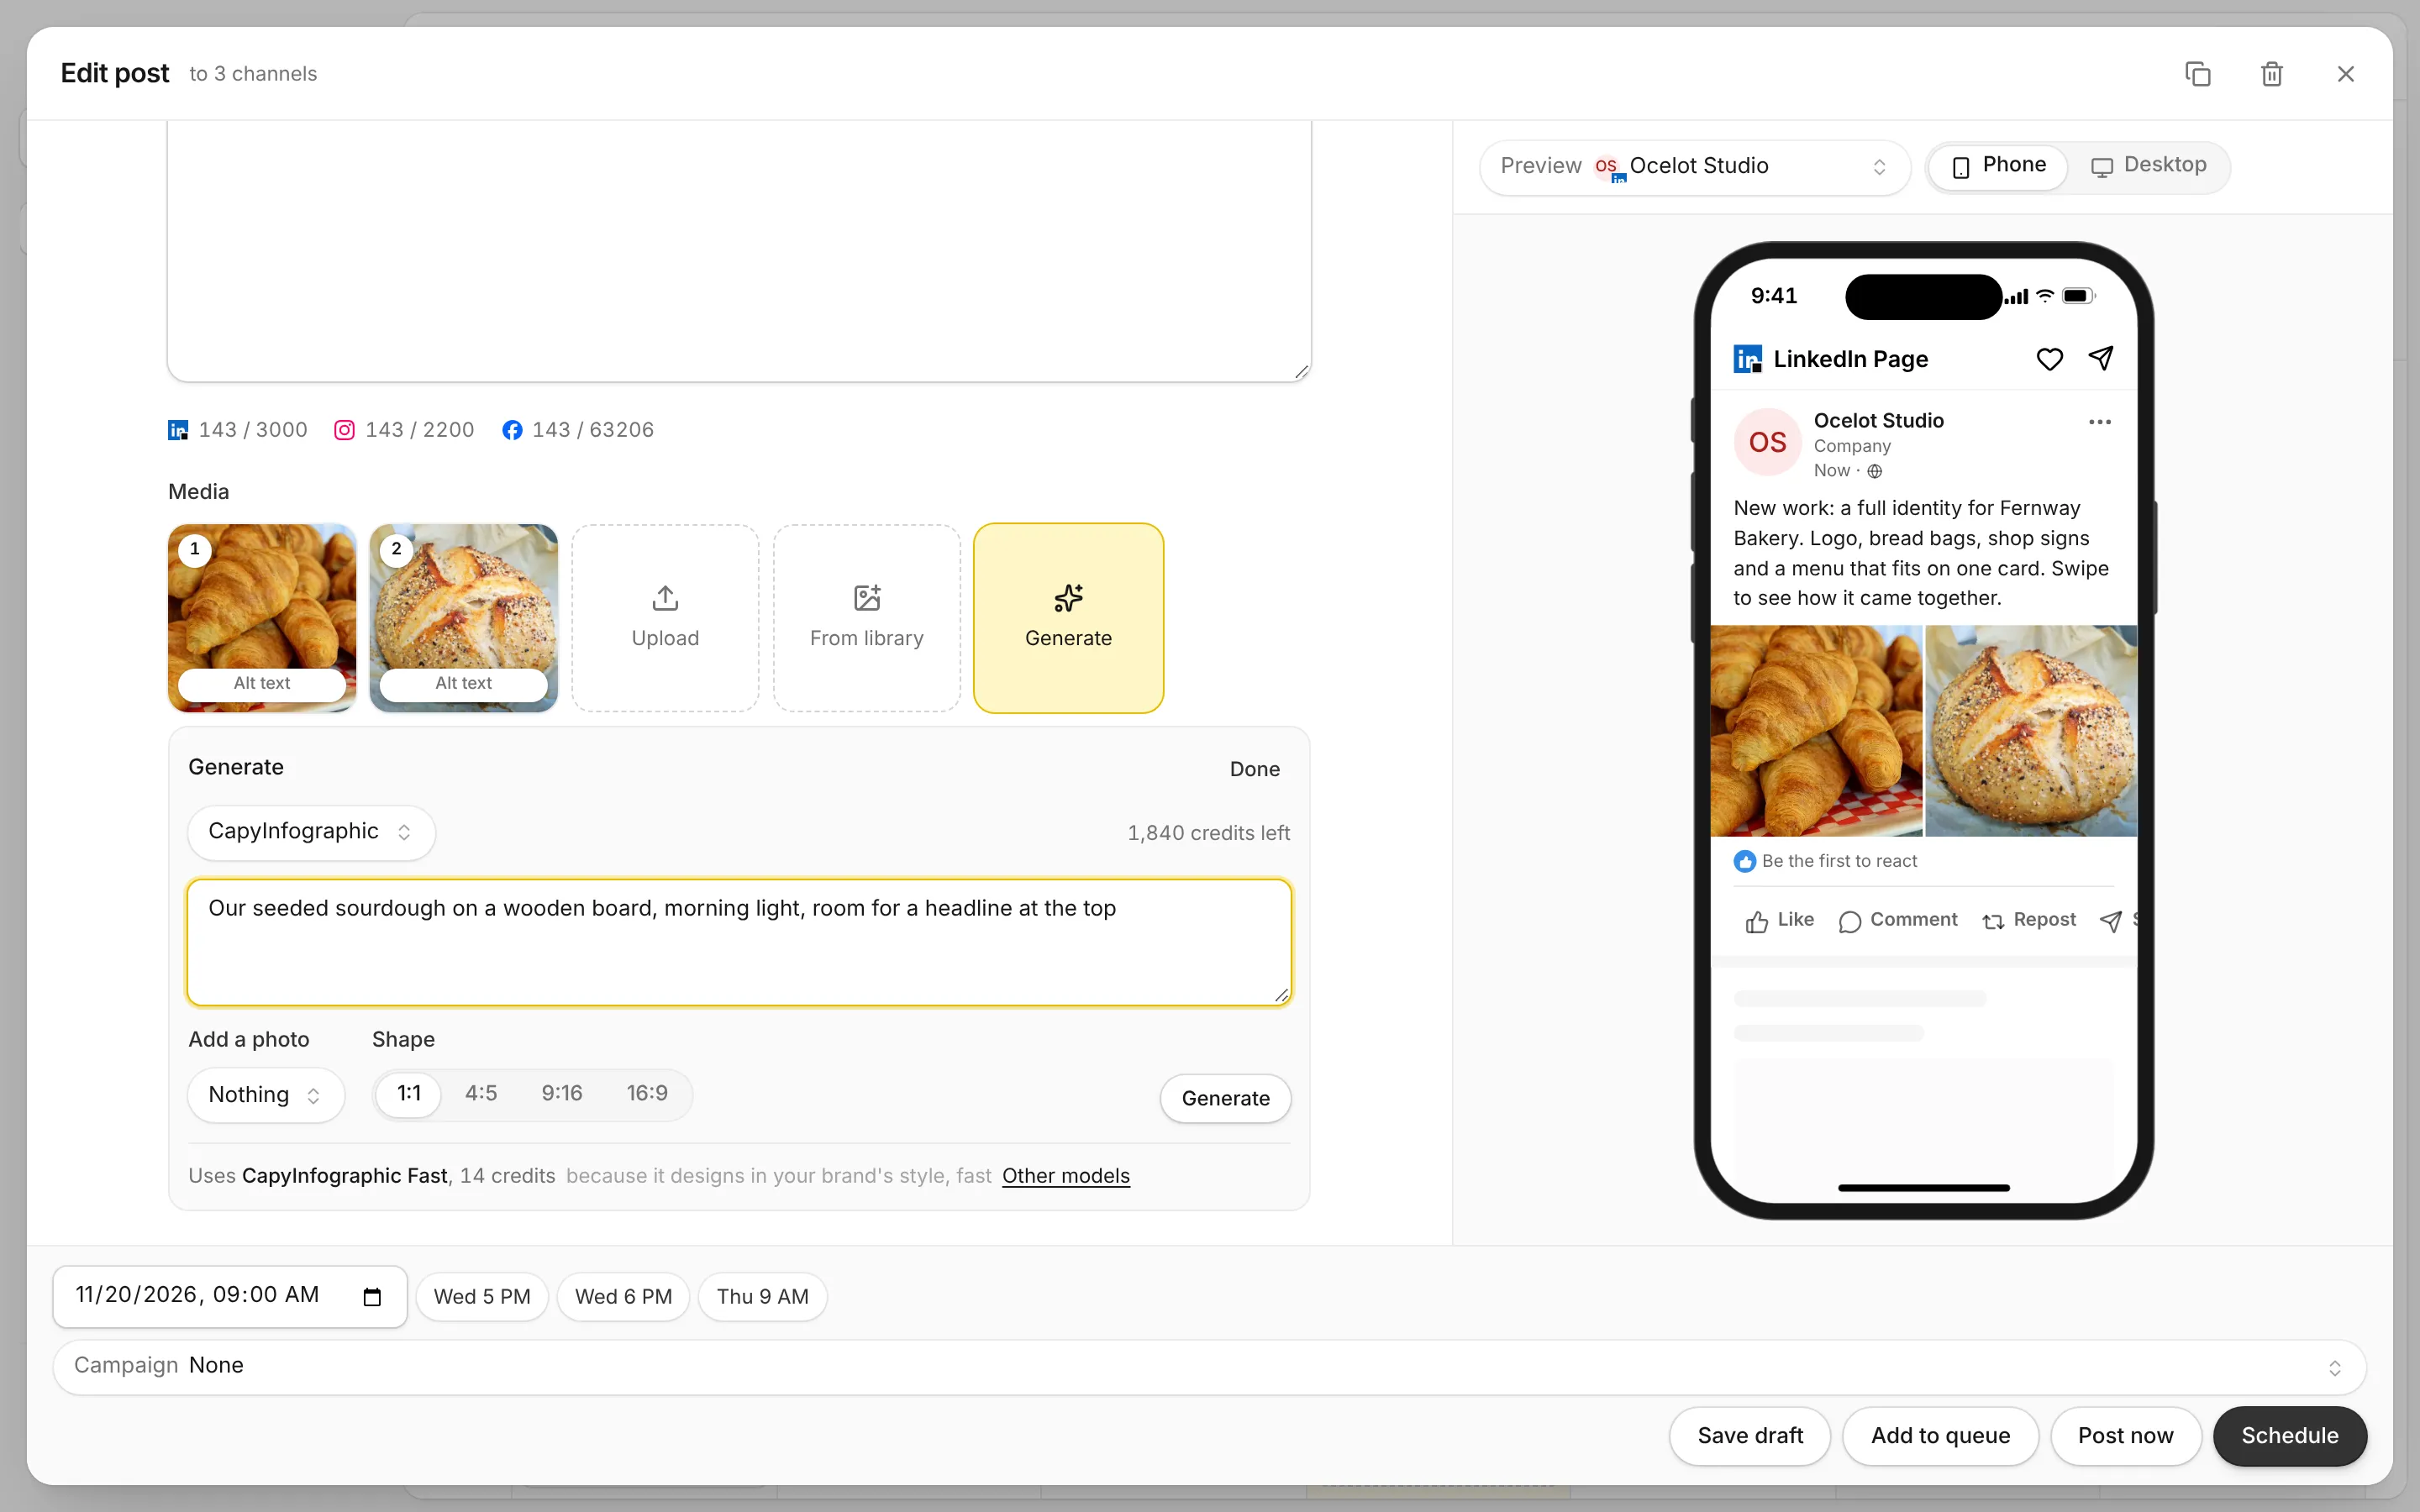 Edit post to 3 channels
143 / 3000 143 / 2200 143 / 63206
Media
1 2
Alt text Alt text
Upload From library Generate
Generate Done
CapyInfographic 1,840 credits left
Our seeded sourdough on a wooden board, morning light, room for a headline at the top
Add a photo Shape
Nothing 1:1 4:5 9:16 16:9 Generate
Uses CapyInfographic Fast, 14 credits because it designs in your brand's style, fast Other models
Preview OS in Ocelot Studio Phone Desktop
9:41
in LinkedIn Page
OS
Ocelot Studio
Company
Now ·
New work: a full identity for Fernway
Bakery. Logo, bread bags, shop signs
and a menu that fits on one card. Swipe
to see how it came together.
Be the first to react
Like Comment Repost
11/20/2026, 09:00 AM Wed 5 PM Wed 6 PM Thu 9 AM
Campaign None
Save draft Add to queue Post now Schedule